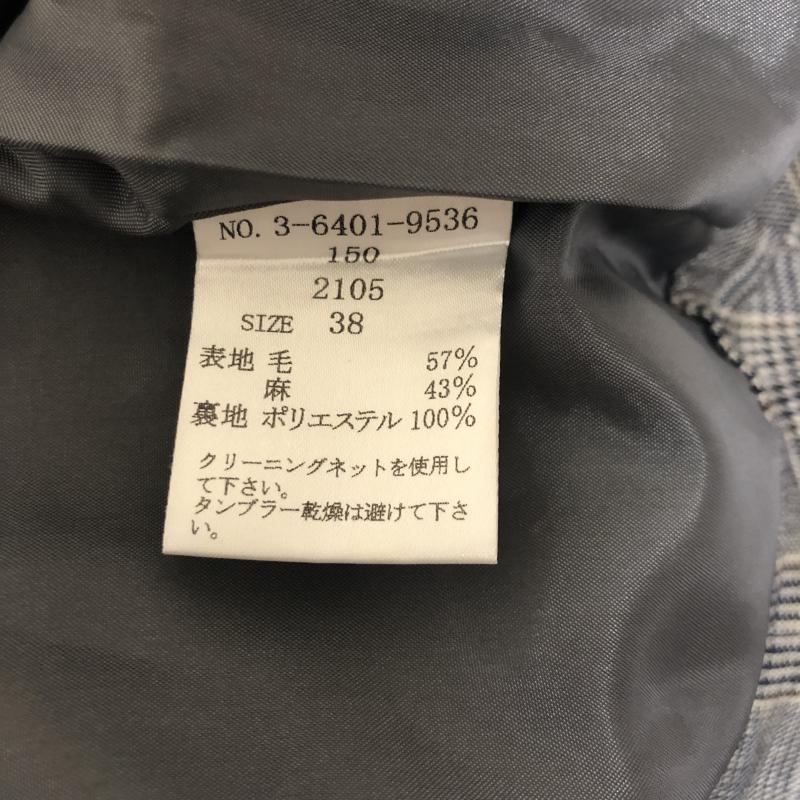 NO. 3-6401-9536
150
2105
SIZE 38
表地 毛 57%
麻 43%
裏地 ポリエステル 100%
クリーニングネットを使用し
て下さい。
タンブラー乾燥は避けて下さ
い。